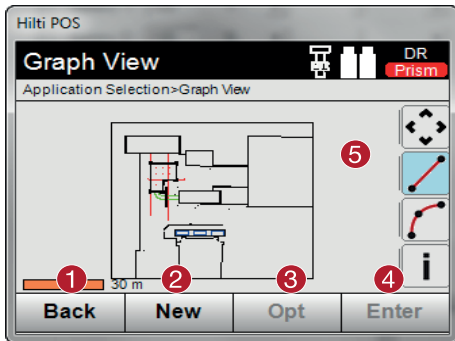 Hilti POS
Graph View
DR
Prism
Application Selection>Graph View
5
i
1 2 3 4
30 m
Back New Opt Enter